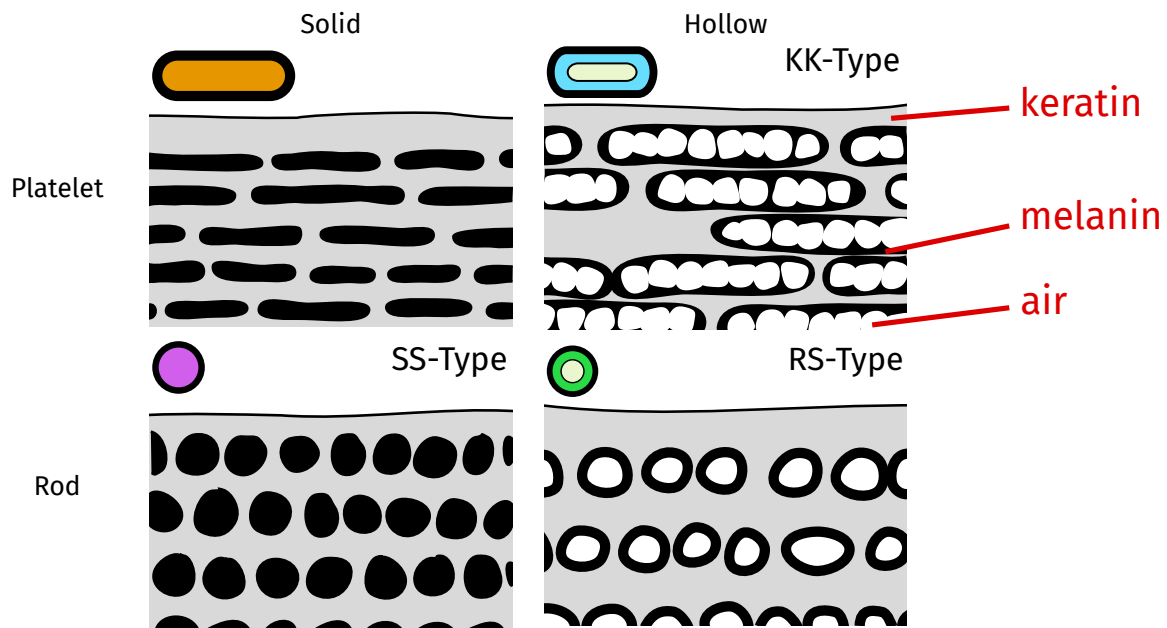 Solid
Hollow
KK-Type
keratin
Platelet
melanin
air
SS-Type
RS-Type
Rod